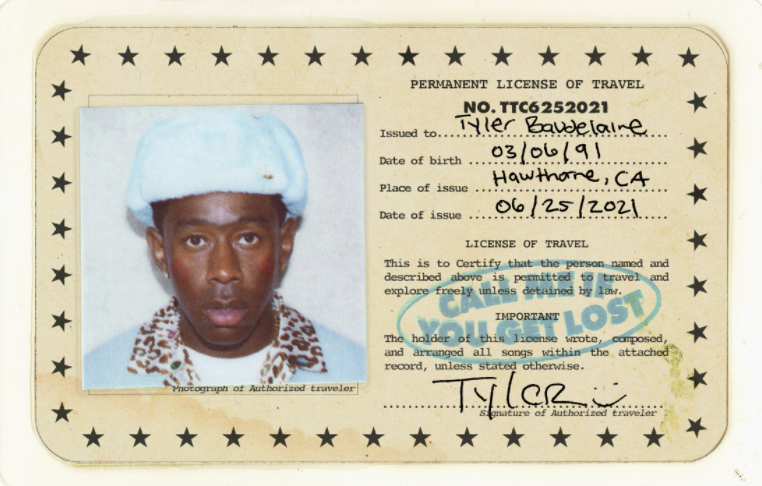 PERMANENT LICENSE OF TRAVEL
NO. TTC6252021
Issued to Tyler Baudelaire
Date of birth 03/06/91
Place of issue Hawthorne, CA
Date of issue 06/25/2021
LICENSE OF TRAVEL
This is to Certify that the person named and
described above is permitted to travel and
explore freely unless detained by law.
CALL ME IF
YOU GET LOST
IMPORTANT
The holder of this license wrote, composed,
and arranged all songs within the attached
record, unless stated otherwise.
TYLER
Photograph of Authorized traveler
Signature of Authorized traveler